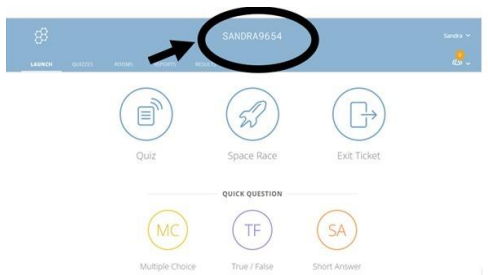 SANDRA9654
Sandra
LAUNCH QUIZZES ROOMS REPORTS
Quiz Space Race Exit Ticket
QUICK QUESTION
MC TF SA
Multiple Choice True / False Short Answer